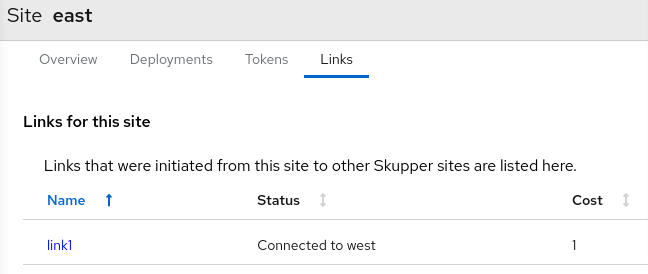 Site east
Overview Deployments Tokens Links
Links for this site
Links that were initiated from this site to other Skupper sites are listed here.
Name Status Cost
link1 Connected to west 1